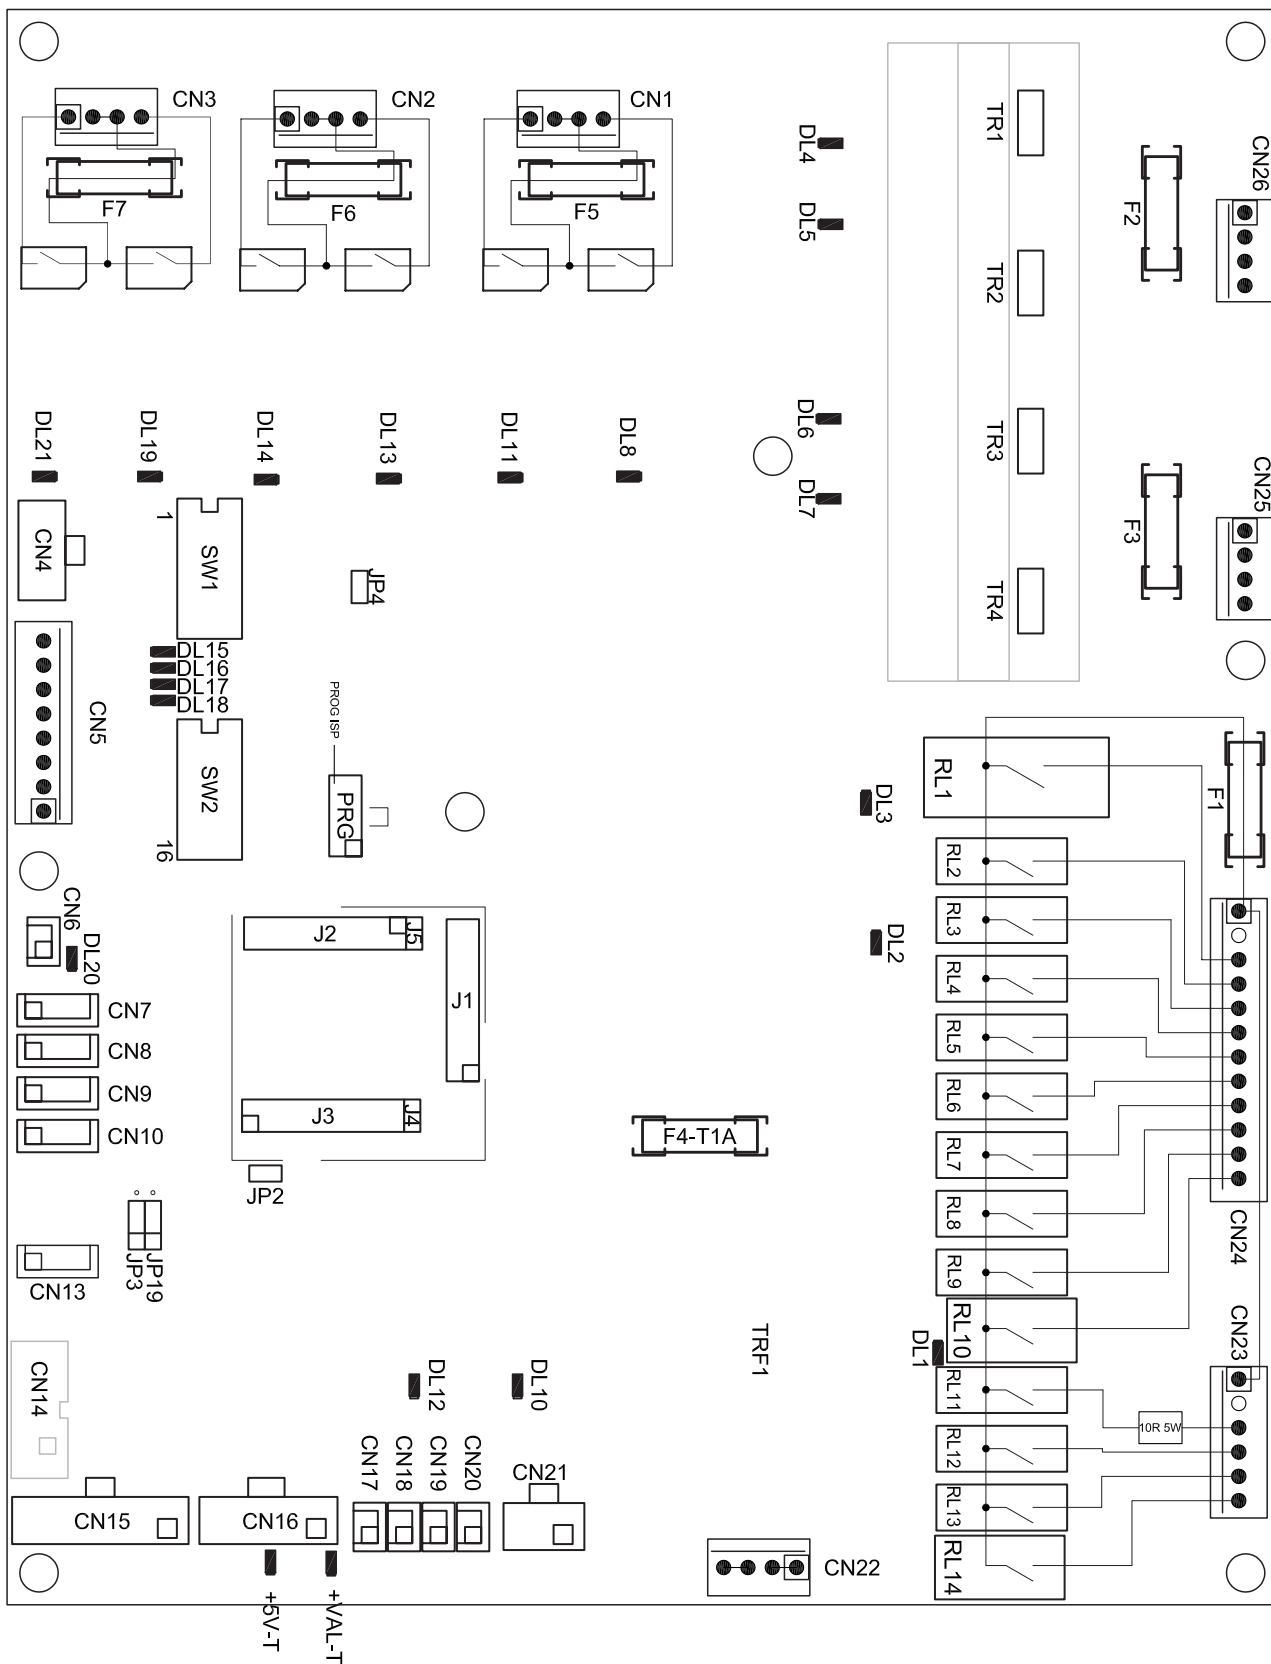 CN3
CN2
CN1
F7
F6
F5
DL4
DL5
TR1
TR2
TR3
TR4
F2
CN26
F3
CN25
DL21
DL19
DL14
DL13
DL11
DL8
DL6
DL7
CN4
1
SW1
JP4
DL15
DL16
DL17
DL18
CN5
SW2
16
PROG ISP
PRG
RL1
DL3
F1
RL2
RL3
DL2
RL4
RL5
RL6
RL7
RL8
RL9
RL10
DL1
RL11
RL12
RL13
RL14
10R 5W
CN24
CN23
CN6
DL20
CN7
CN8
CN9
CN10
J2
J5
J1
J3
J4
F4-T1A
JP2
JP3
JP19
CN13
CN14
TRF1
DL12
DL10
CN15
CN16
CN17
CN18
CN19
CN20
CN21
CN22
+5V-T
+VAL-T